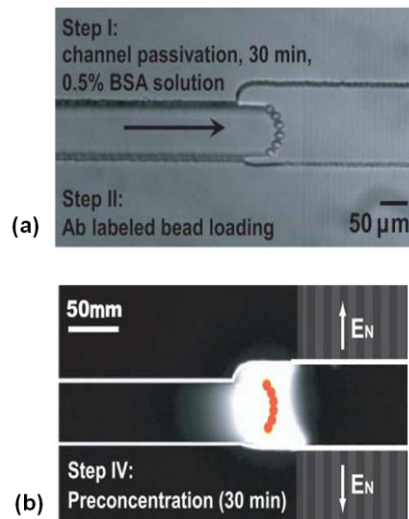 Step I:
channel passivation, 30 min,
0.5% BSA solution
Step II:
Ab labeled bead loading
50 µm
(a)
50mm
EN
Step IV:
Preconcentration (30 min)
EN
(b)